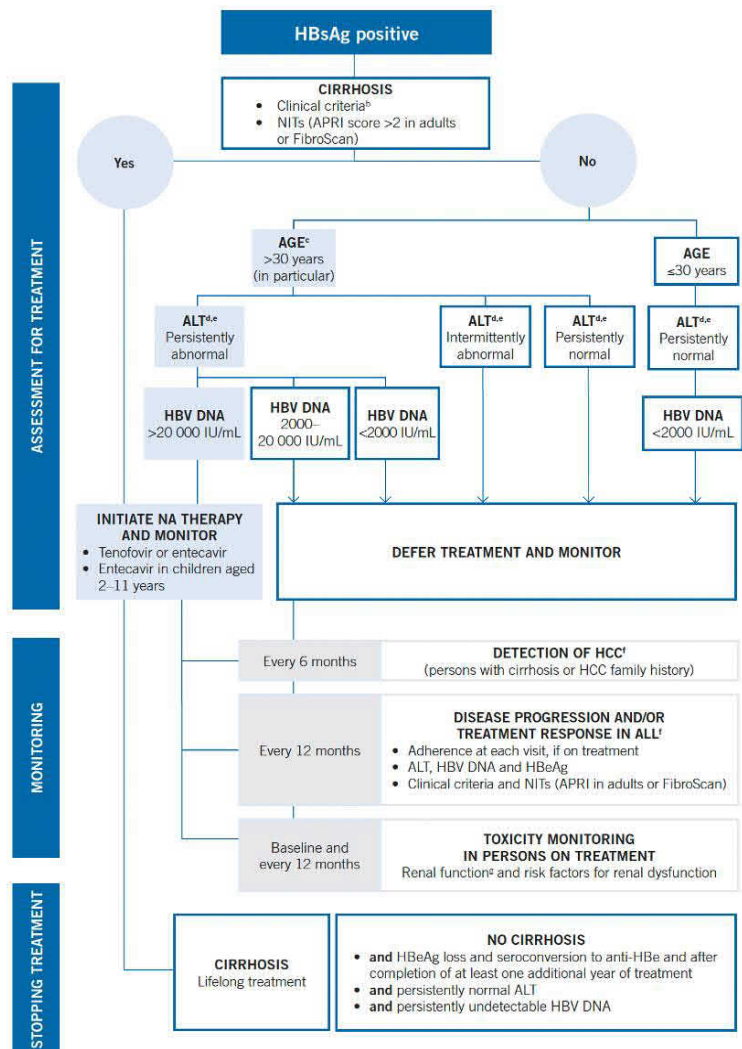 HBsAg positive
ASSESSMENT FOR TREATMENT
CIRRHOSIS
• Clinical criteriaᵇ
• NITs (APRI score >2 in adults
or FibroScan)
Yes
No
AGEᶜ
>30 years
(in particular)
AGE
≤30 years
ALTᵈ,ᵉ
Persistently
abnormal
ALTᵈ,ᵉ
Intermittently
abnormal
ALTᵈ,ᵉ
Persistently
normal
ALTᵈ,ᵉ
Persistently
normal
HBV DNA
>20 000 IU/mL
HBV DNA
2000–
20 000 IU/mL
HBV DNA
<2000 IU/mL
HBV DNA
<2000 IU/mL
INITIATE NA THERAPY
AND MONITOR
• Tenofovir or entecavir
• Entecavir in children aged
2–11 years
DEFER TREATMENT AND MONITOR
MONITORING
Every 6 months
DETECTION OF HCCᶠ
(persons with cirrhosis or HCC family history)
Every 12 months
DISEASE PROGRESSION AND/OR
TREATMENT RESPONSE IN ALLᶠ
• Adherence at each visit, if on treatment
• ALT, HBV DNA and HBeAg
• Clinical criteria and NITs (APRI in adults or FibroScan)
Baseline and
every 12 months
TOXICITY MONITORING
IN PERSONS ON TREATMENT
Renal functionᵍ and risk factors for renal dysfunction
STOPPING TREATMENT
CIRRHOSIS
Lifelong treatment
NO CIRRHOSIS
• and HBeAg loss and seroconversion to anti-HBe and after
completion of at least one additional year of treatment
• and persistently normal ALT
• and persistently undetectable HBV DNA